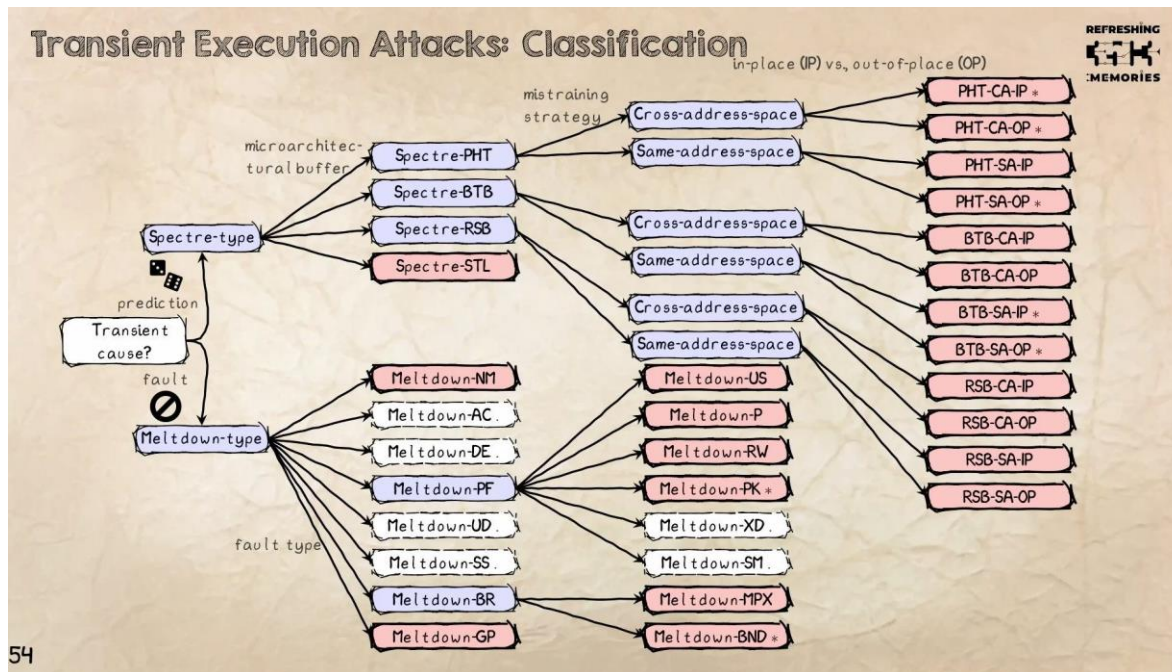 Transient Execution Attacks: Classification
REFRESHING
:MEMORIES
in-place (IP) vs., out-of-place (OP)
mistraining
strategy
microarchitec-
tural buffer
Spectre-type
prediction
Transient
cause?
fault
Meltdown-type
fault type
Spectre-PHT
Spectre-BTB
Spectre-RSB
Spectre-STL
Meltdown-NM
Meltdown-AC.
Meltdown-DE.
Meltdown-PF
Meltdown-UD.
Meltdown-SS.
Meltdown-BR
Meltdown-GP
Cross-address-space
Same-address-space
Cross-address-space
Same-address-space
Cross-address-space
Same-address-space
Meltdown-US
Meltdown-P
Meltdown-RW
Meltdown-PK *
Meltdown-XD.
Meltdown-SM.
Meltdown-MPX
Meltdown-BND *
PHT-CA-IP *
PHT-CA-OP *
PHT-SA-IP
PHT-SA-OP *
BTB-CA-IP
BTB-CA-OP
BTB-SA-IP *
BTB-SA-OP *
RSB-CA-IP
RSB-CA-OP
RSB-SA-IP
RSB-SA-OP
54